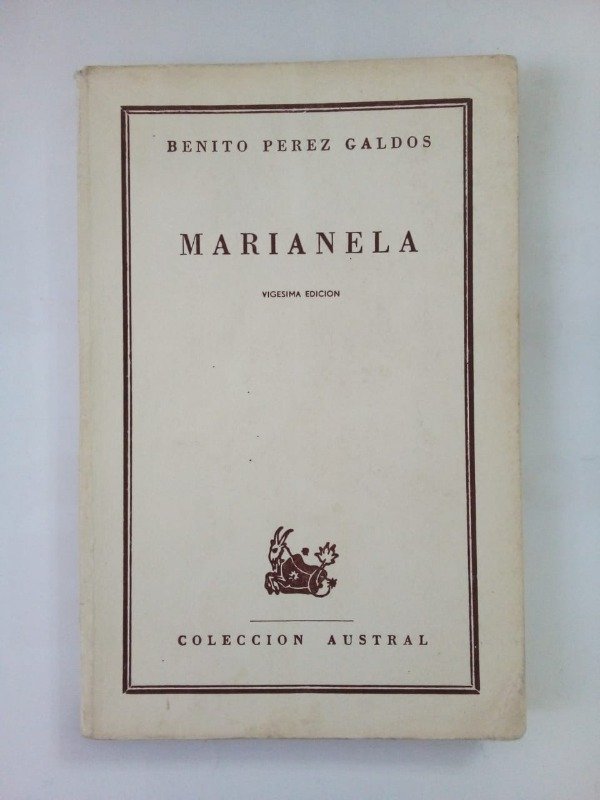 BENITO PEREZ GALDOS
MARIANELA
VIGESIMA EDICION
COLECCION AUSTRAL